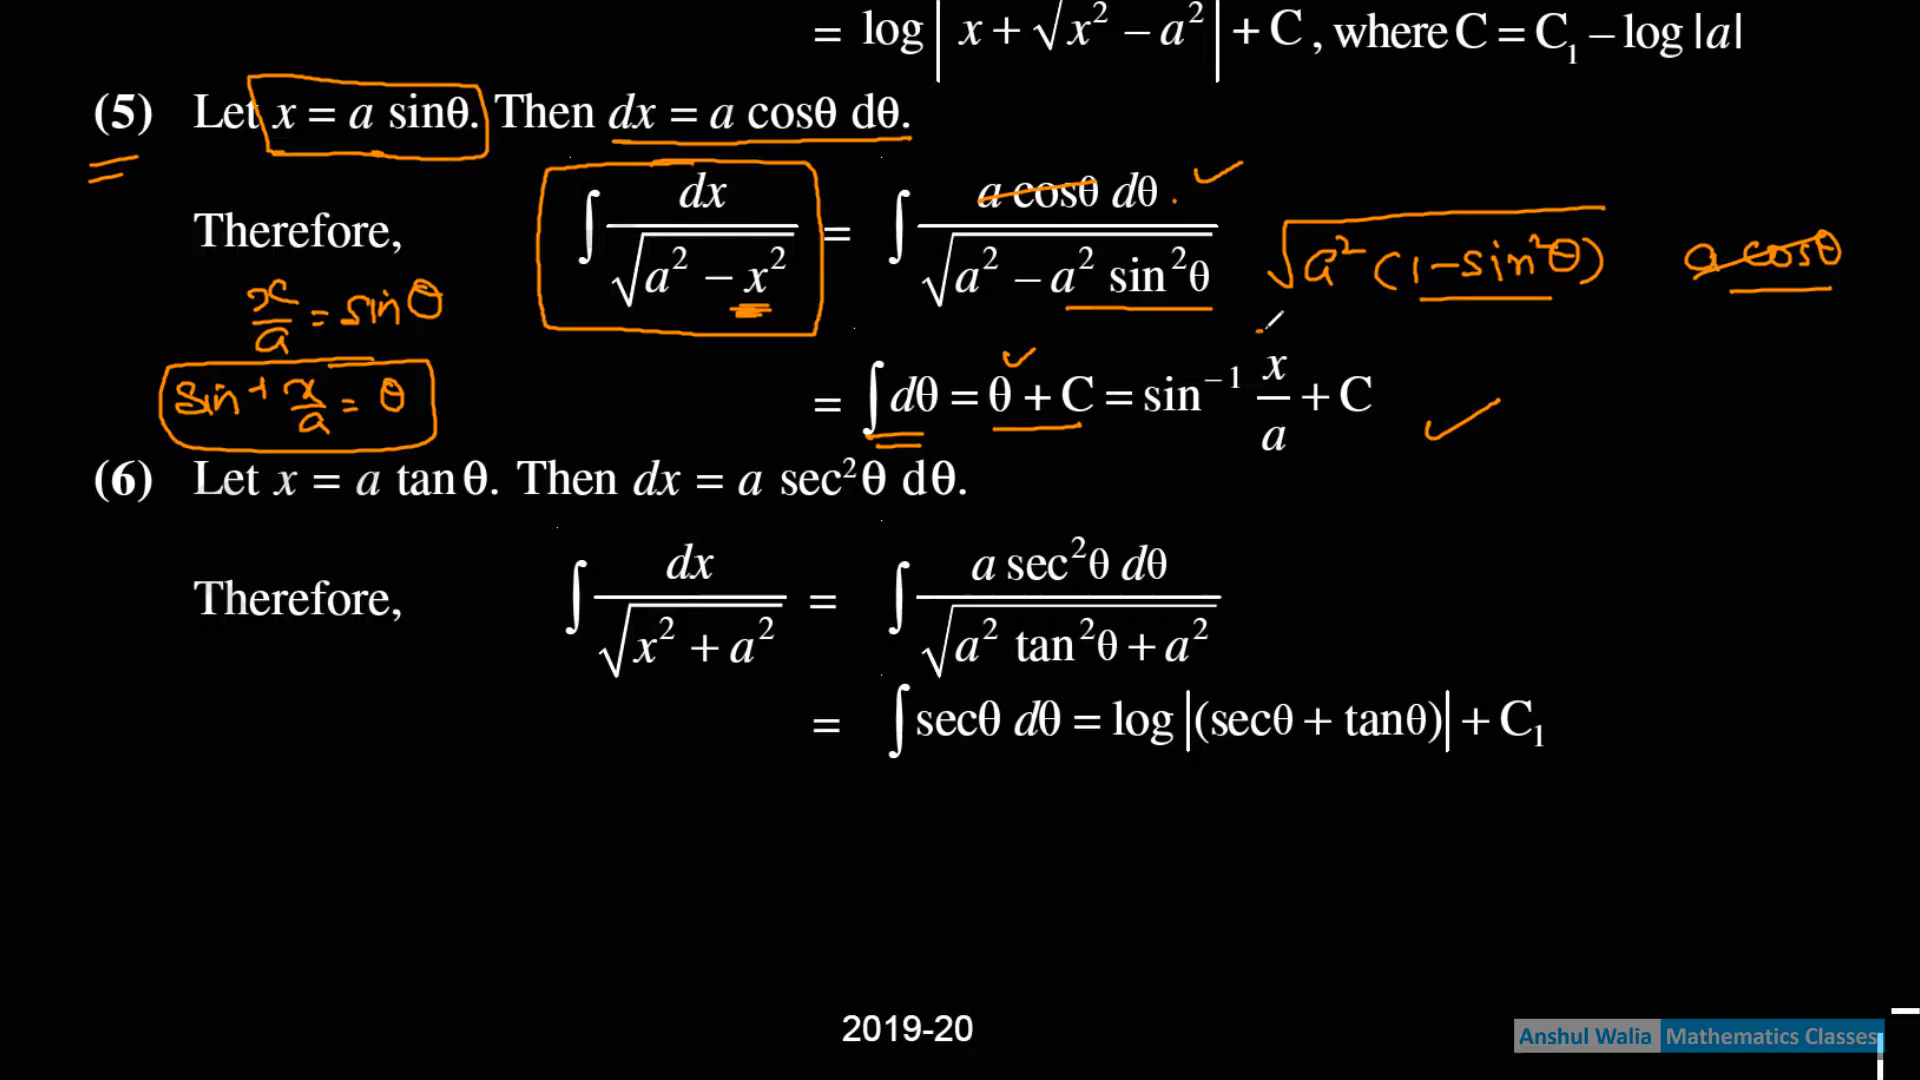 = log | x + √x² – a² | + C , where C = C₁ – log |a|
(5) Let x = a sinθ. Then dx = a cosθ dθ.
Therefore, ∫ dx / √a² – x² = ∫ a cosθ dθ / √a² – a² sin²θ √a² (1 – sin²θ) a cosθ
x/a = sin θ
sin⁻¹ x/a = θ
= ∫ dθ = θ + C = sin⁻¹ x/a + C
(6) Let x = a tanθ. Then dx = a sec²θ dθ.
Therefore, ∫ dx / √x² + a² = ∫ a sec²θ dθ / √a² tan²θ + a²
= ∫ secθ dθ = log |(secθ + tanθ)| + C₁
2019-20
Anshul Walia Mathematics Classes